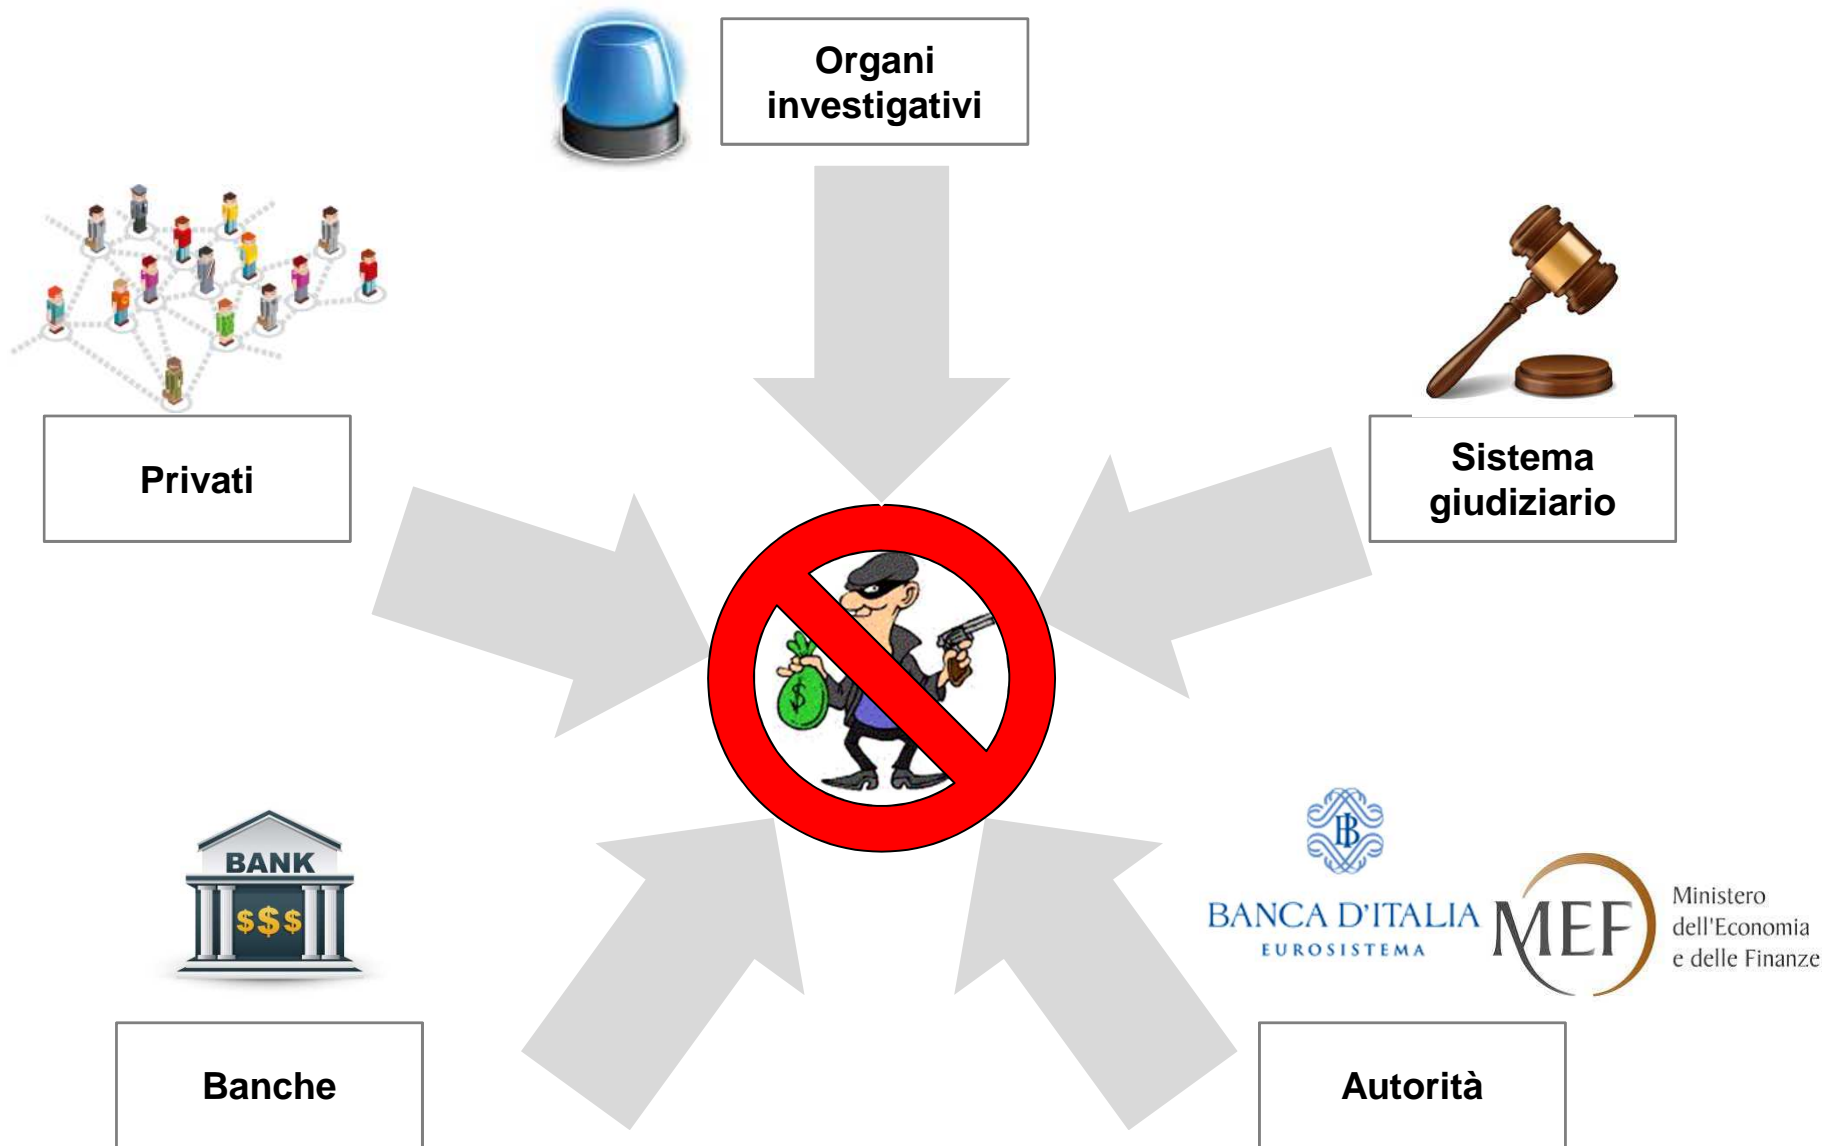 Organi
investigativi
Privati
Sistema
giudiziario
$
BANK
$$$
BANCA D'ITALIA
EUROSISTEMA
MEF
Ministero
dell'Economia
e delle Finanze
Banche
Autorità